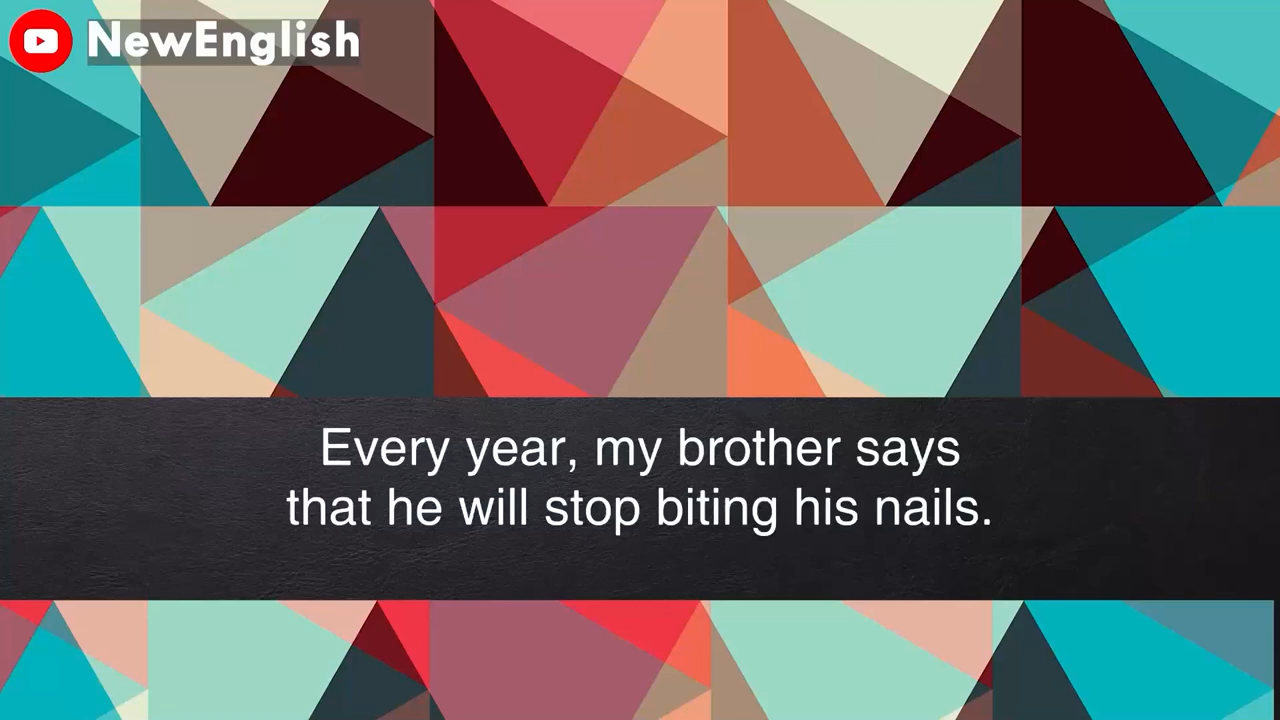 NewEnglish
Every year, my brother says
that he will stop biting his nails.